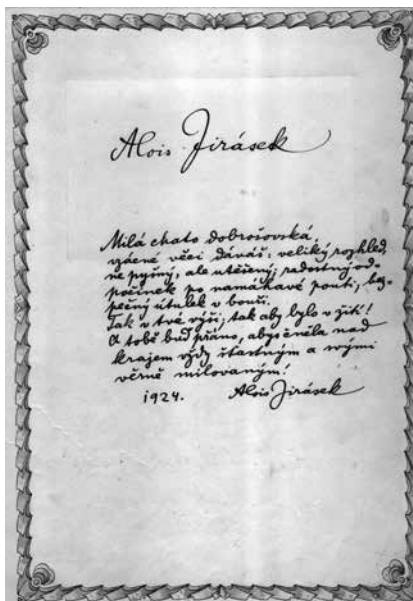 Alois Jirásek
Milá chato dobrošovská,
vzácné věci dáváš: veliký rozhled,
ne pyšný, ale utěšený; radostný od-
počinek po namáhavé pouti, bez-
pečný útulek v bouři.
Tak v tvé výši; tak aby bylo v žití!
A tobě buď přáno, abys čněla nad
krajem vždy šťastným a svými
věrně milovaným!
1924. Alois Jirásek